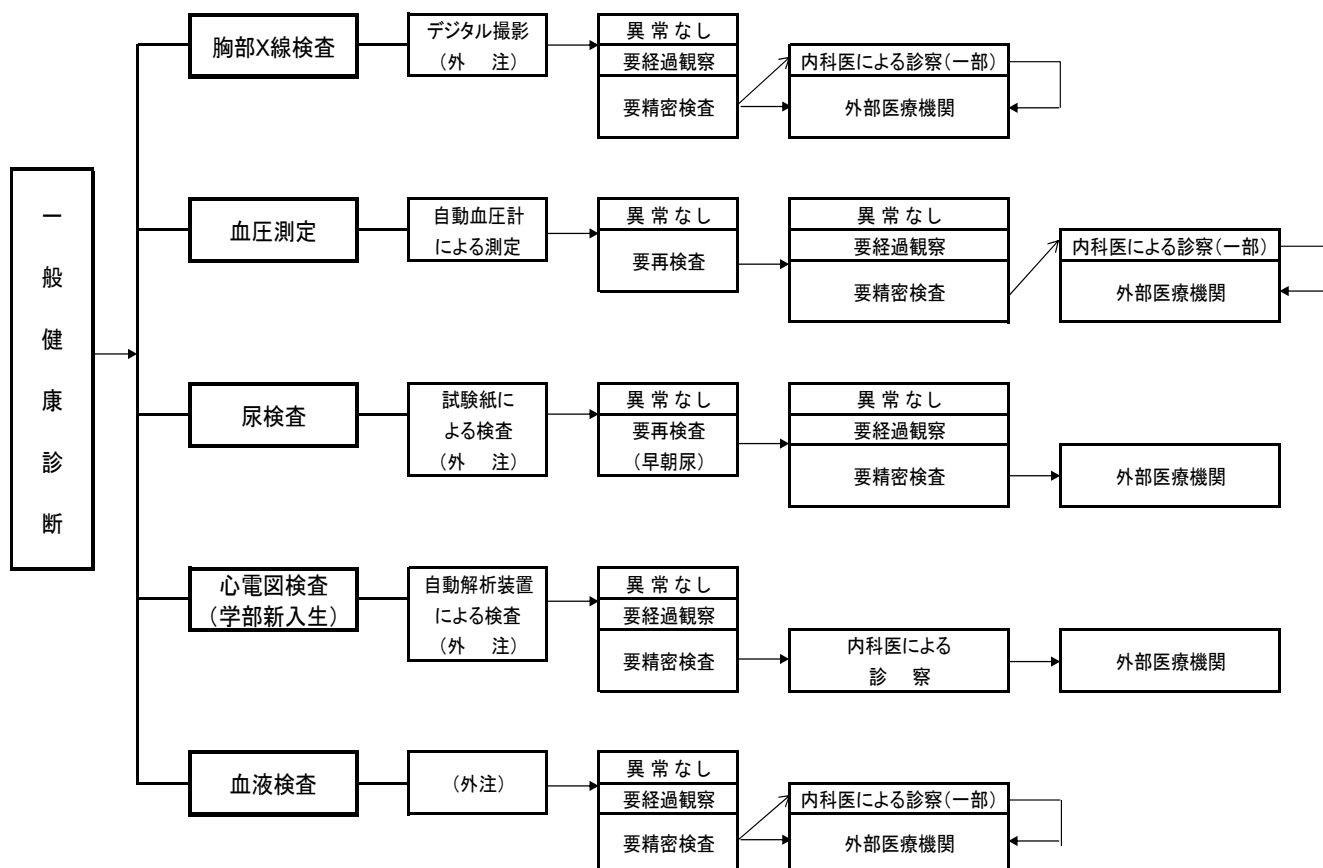 一般健康診断
胸部X線検査
デジタル撮影
(外 注)
異常なし
要経過観察
要精密検査
内科医による診察(一部)
外部医療機関
血圧測定
自動血圧計
による測定
異常なし
要再検査
異常なし
要経過観察
要精密検査
内科医による診察(一部)
外部医療機関
尿検査
試験紙に
よる検査
(外 注)
異常なし
要再検査
(早朝尿)
異常なし
要経過観察
要精密検査
外部医療機関
心電図検査
(学部新入生)
自動解析装置
による検査
(外 注)
異常なし
要経過観察
要精密検査
内科医による
診 察
外部医療機関
血液検査
(外注)
異常なし
要経過観察
要精密検査
内科医による診察(一部)
外部医療機関